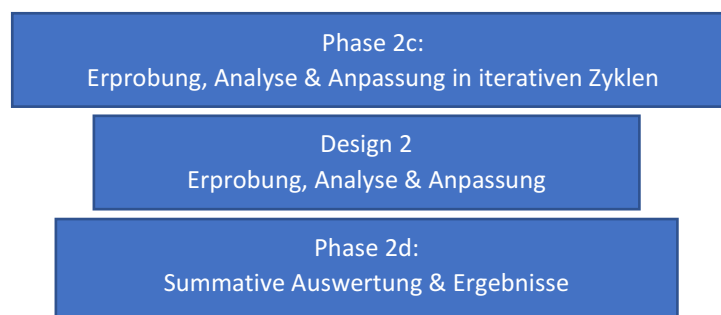 Phase 2c:
Erprobung, Analyse & Anpassung in iterativen Zyklen
Design 2
Erprobung, Analyse & Anpassung
Phase 2d:
Summative Auswertung & Ergebnisse